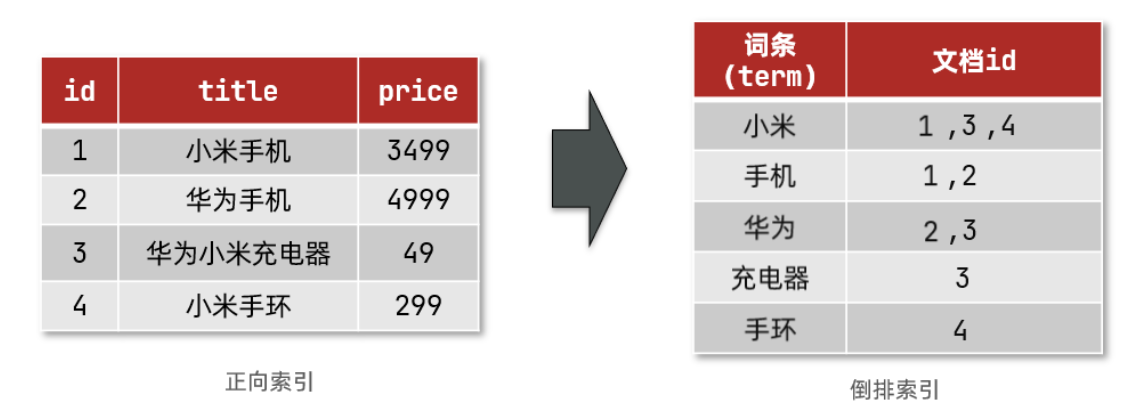 id title price
1 小米手机 3499
2 华为手机 4999
3 华为小米充电器 49
4 小米手环 299
正向索引
词条
(term) 文档id
小米 1 ,3 ,4
手机 1 ,2
华为 2 ,3
充电器 3
手环 4
倒排索引